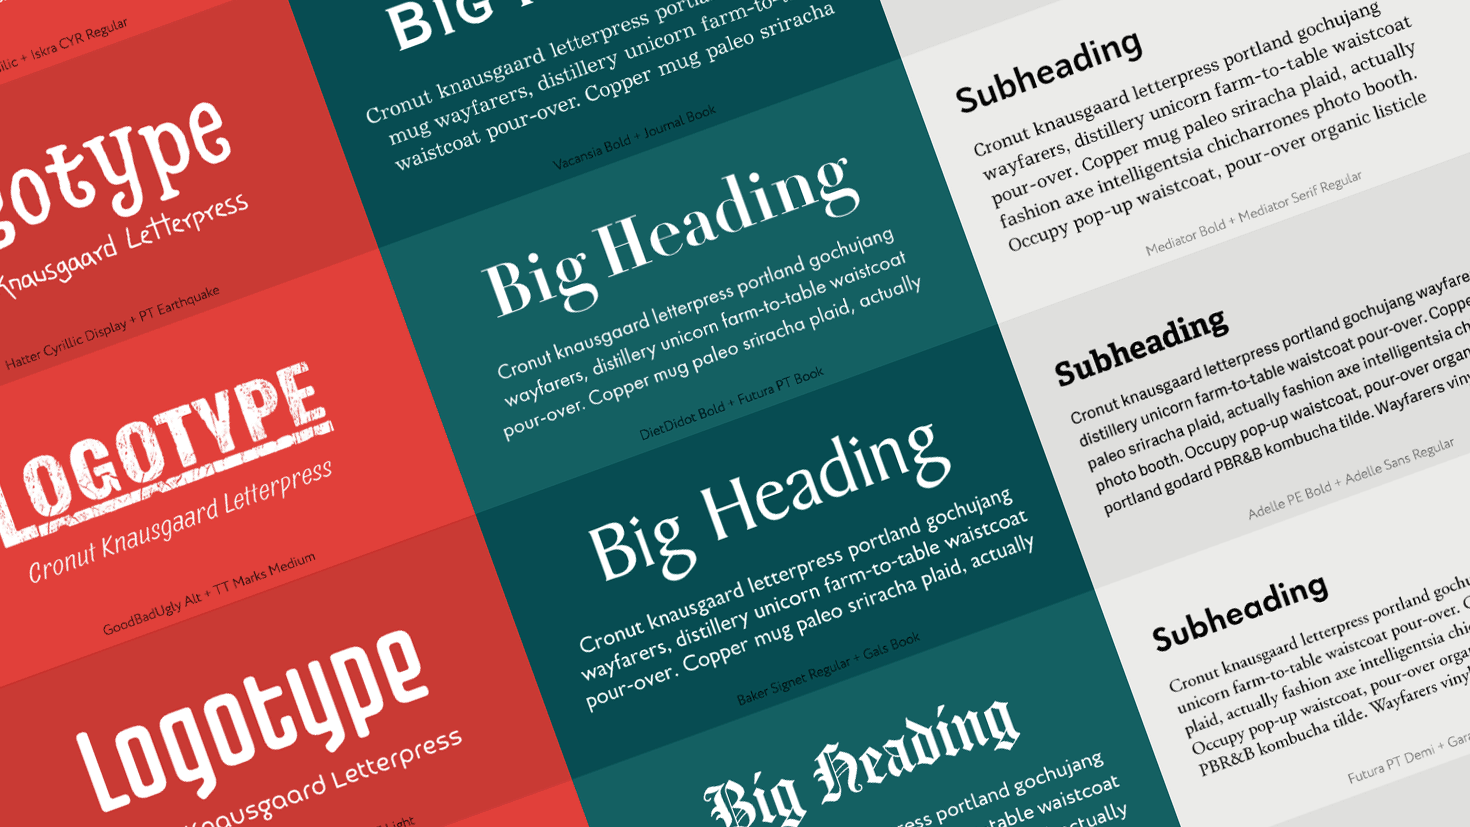 + Iskra CYR Regular
Knausgaard Letterpress
Hatter Cyrillic Display + PT Earthquake
LOGOTYPE
Cronut Knausgaard Letterpress
GoodBadUgly Alt + TT Marks Medium
Logotype
Knausgaard Letterpress
Light
Cronut knausgaard letterpress
mug wayfarers, distillery unicorn farm-to-
waistcoat pour-over. Copper mug paleo sriracha
Vacansia Bold + Journal Book
Big Heading
Cronut knausgaard letterpress portland gochujang
wayfarers, distillery unicorn farm-to-table waistcoat
pour-over. Copper mug paleo sriracha plaid, actually
DietDidot Bold + Futura PT Book
Big Heading
Cronut knausgaard letterpress portland gochujang
wayfarers, distillery unicorn farm-to-table waistcoat
pour-over. Copper mug paleo sriracha plaid, actually
Baker Signet Regular + Gals Book
Big Heading
portland gochujang
waistcoat
Subheading
Cronut knausgaard letterpress portland gochujang
wayfarers, distillery unicorn farm-to-table waistcoat
pour-over. Copper mug paleo sriracha plaid, actually
fashion axe intelligentsia chicharrones photo booth.
Occupy pop-up waistcoat, pour-over organic listicle
Mediator Bold + Mediator Serif Regular
Subheading
Cronut knausgaard letterpress portland gochujang
distillery unicorn farm-to-table waistcoat pour-over.
paleo sriracha plaid, actually fashion axe intelligentsia
photo booth. Occupy pop-up waistcoat, pour-over
portland godard PBR&B kombucha tilde. Wayfarers
Adelle PE Bold + Adelle Sans Regular
Subheading
Cronut knausgaard letterpress portland
unicorn farm-to-table waistcoat pour-over.
plaid, actually fashion axe intelligentsia
Occupy pop-up waistcoat, pour-over
PBR&B kombucha tilde. Wayfarers
Futura PT Demi +